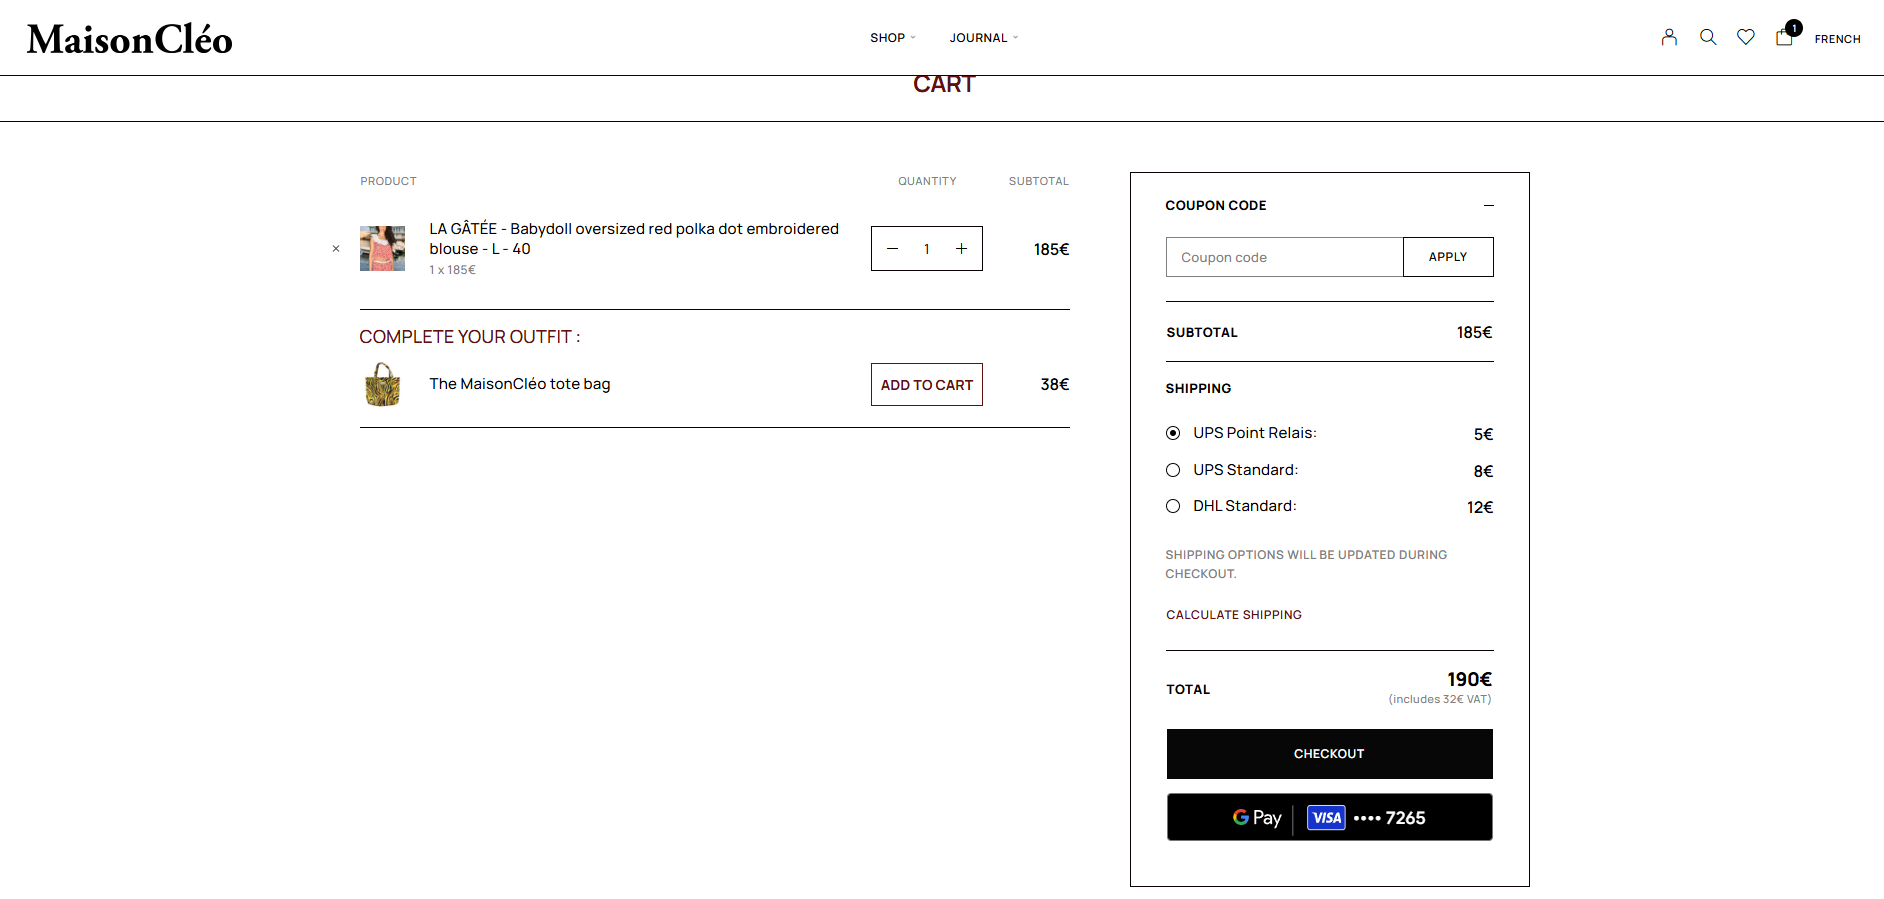 MaisonCléo
SHOP
JOURNAL
1
FRENCH
CART
PRODUCT
QUANTITY
SUBTOTAL
× LA GÂTÉE - Babydoll oversized red polka dot embroidered
blouse - L - 40
1 x 185€
− 1 +
185€
COMPLETE YOUR OUTFIT :
The MaisonCléo tote bag
ADD TO CART
38€
COUPON CODE −
Coupon code
APPLY
SUBTOTAL 185€
SHIPPING
UPS Point Relais: 5€
UPS Standard: 8€
DHL Standard: 12€
SHIPPING OPTIONS WILL BE UPDATED DURING
CHECKOUT.
CALCULATE SHIPPING
TOTAL 190€
(includes 32€ VAT)
CHECKOUT
G Pay VISA •••• 7265